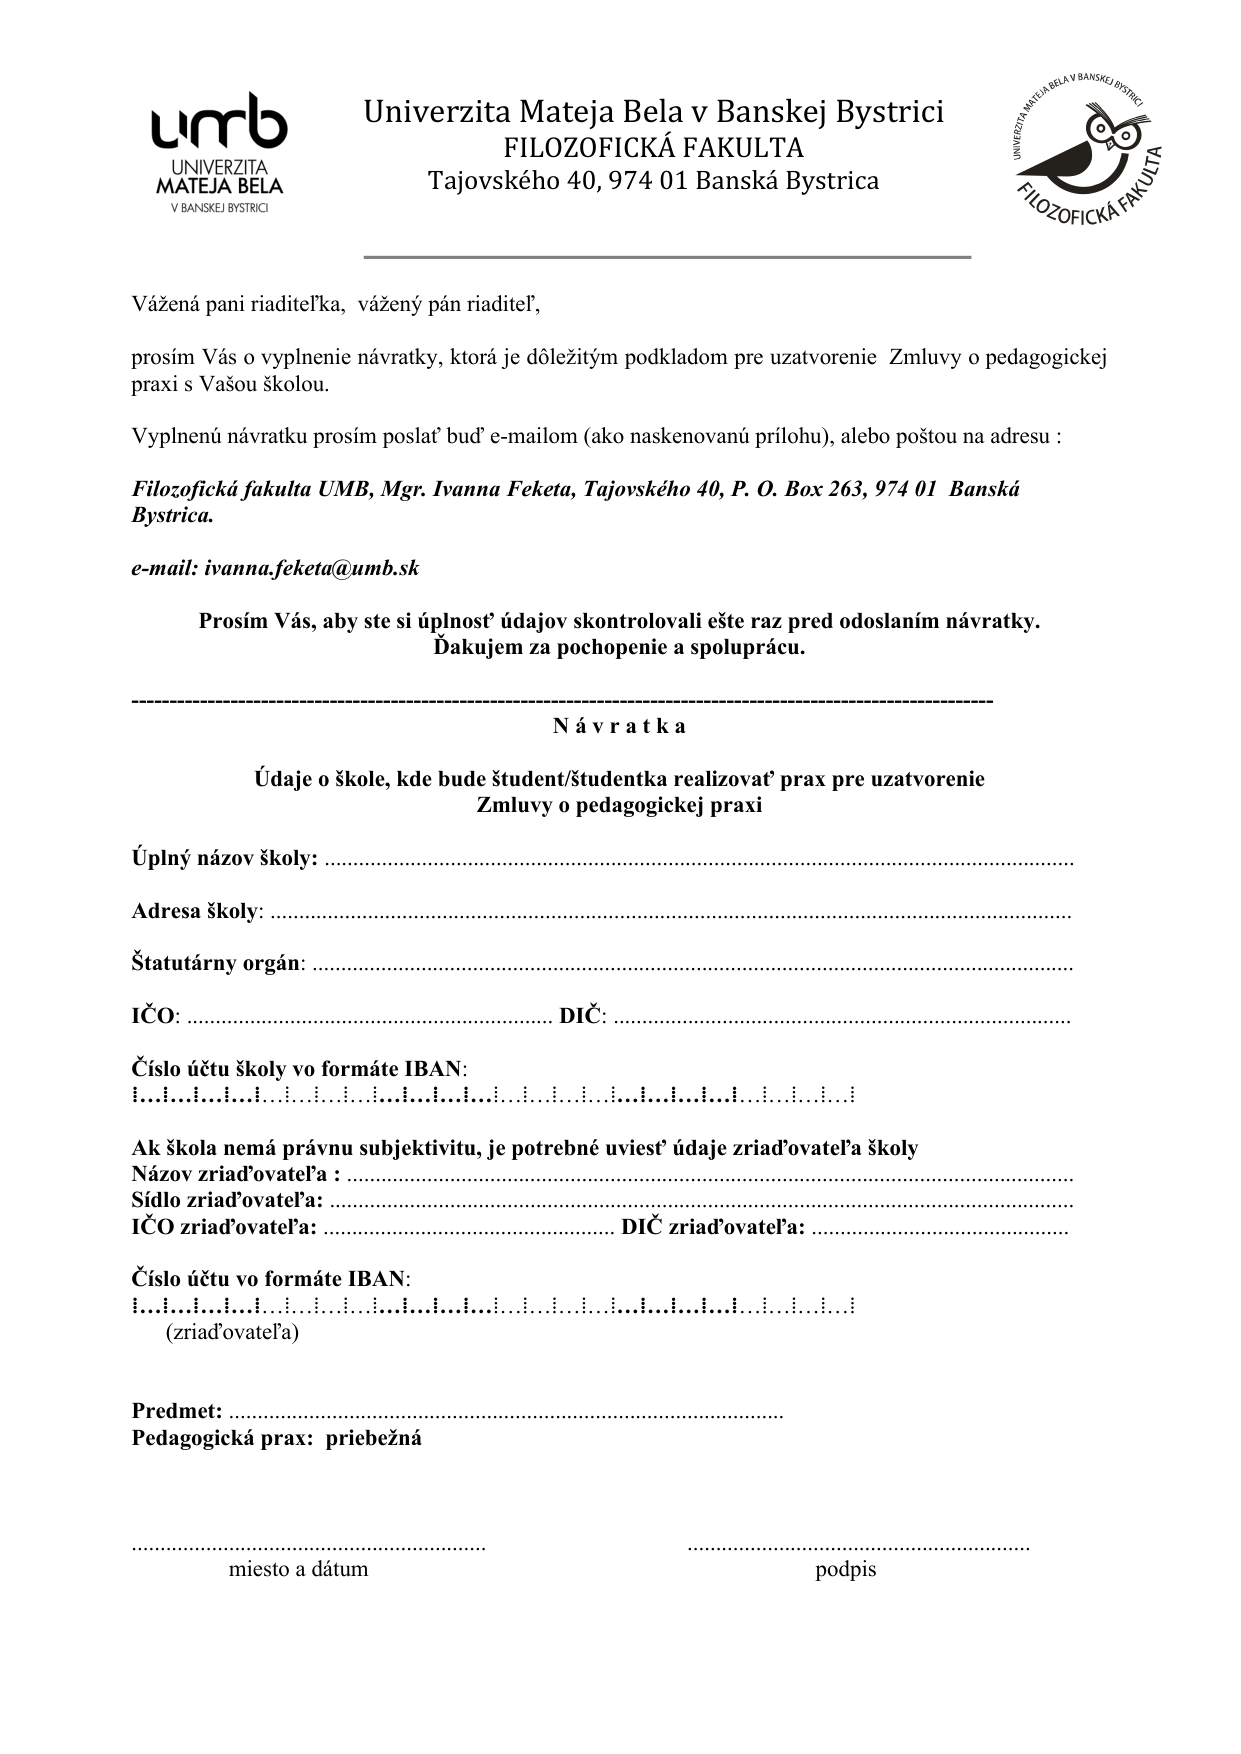 umb
UNIVERZITA
MATEJA BELA
V BANSKEJ BYSTRICI
Univerzita Mateja Bela v Banskej Bystrici
FILOZOFICKÁ FAKULTA
Tajovského 40, 974 01 Banská Bystrica
UNIVERZITA MATEJA BELA V BANSKEJ BYSTRICI
FILOZOFICKÁ FAKULTA
Vážená pani riaditeľka,  vážený pán riaditeľ,
prosím Vás o vyplnenie návratky, ktorá je dôležitým podkladom pre uzatvorenie  Zmluvy o pedagogickej
praxi s Vašou školou.
Vyplnenú návratku prosím poslať buď e-mailom (ako naskenovanú prílohu), alebo poštou na adresu :
Filozofická fakulta UMB, Mgr. Ivanna Feketa, Tajovského 40, P. O. Box 263, 974 01  Banská
Bystrica.
e-mail: ivanna.feketa@umb.sk
Prosím Vás, aby ste si úplnosť údajov skontrolovali ešte raz pred odoslaním návratky.
Ďakujem za pochopenie a spoluprácu.
-----------------------------------------------------------------------------------------------------------------
N á v r a t k a
Údaje o škole, kde bude študent/študentka realizovať prax pre uzatvorenie
Zmluvy o pedagogickej praxi
Úplný názov školy: ....................................................................................................................................
Adresa školy: .............................................................................................................................................
Štatutárny orgán: ......................................................................................................................................
IČO: ................................................................ DIČ: ................................................................................
Číslo účtu školy vo formáte IBAN:
⁞…⁞…⁞…⁞…⁞…⁞…⁞…⁞…⁞…⁞…⁞…⁞…⁞…⁞…⁞…⁞…⁞…⁞…⁞…⁞…⁞…⁞…⁞…⁞…⁞
Ak škola nemá právnu subjektivitu, je potrebné uviesť údaje zriaďovateľa školy
Názov zriaďovateľa : ................................................................................................................................
Sídlo zriaďovateľa: ...................................................................................................................................
IČO zriaďovateľa: ................................................... DIČ zriaďovateľa: .............................................
Číslo účtu vo formáte IBAN:
⁞…⁞…⁞…⁞…⁞…⁞…⁞…⁞…⁞…⁞…⁞…⁞…⁞…⁞…⁞…⁞…⁞…⁞…⁞…⁞…⁞…⁞…⁞…⁞…⁞
(zriaďovateľa)
Predmet: .................................................................................................
Pedagogická prax:  priebežná
.............................................................. ............................................................
miesto a dátum podpis